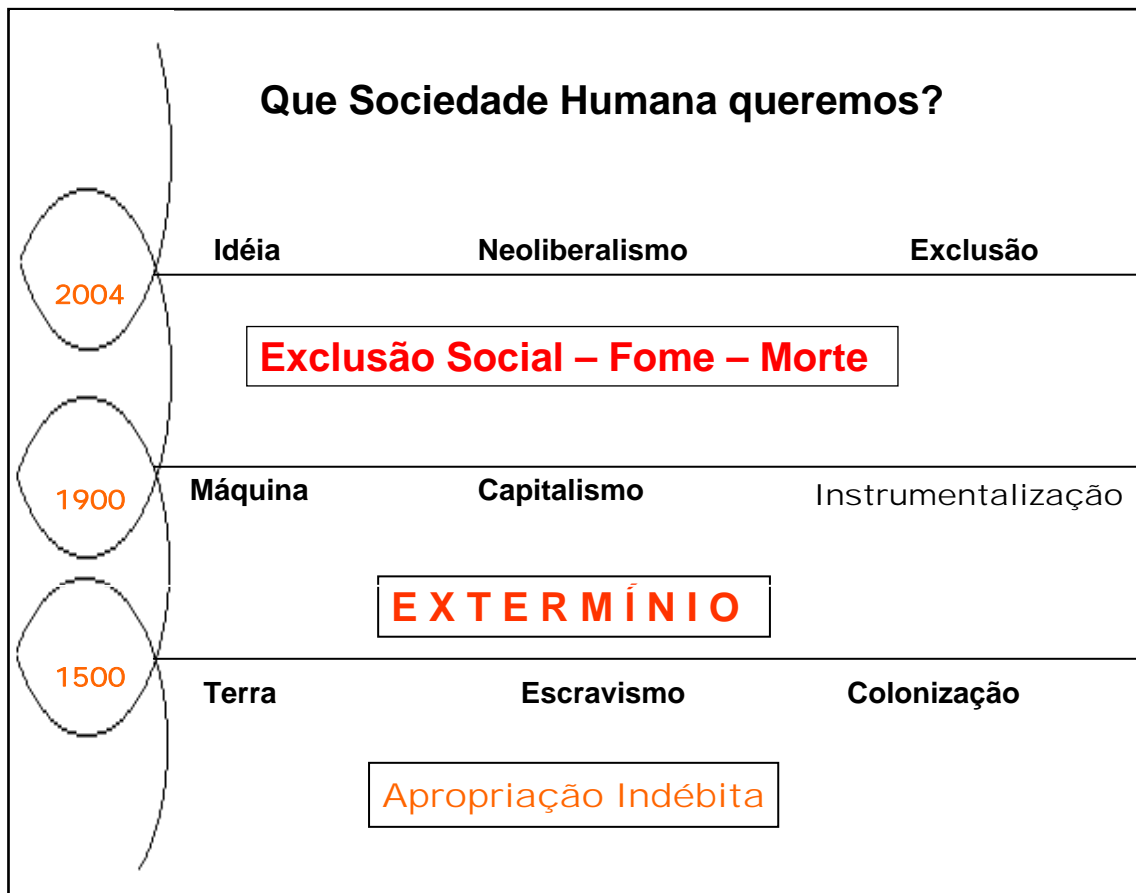 Que Sociedade Humana queremos?
Idéia Neoliberalismo Exclusão
2004
Exclusão Social – Fome – Morte
Máquina Capitalismo Instrumentalização
1900
EXTERMÍNIO
1500
Terra Escravismo Colonização
Apropriação Indébita